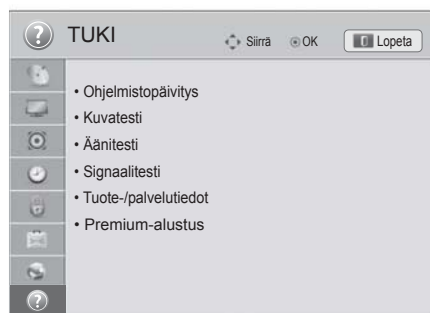 TUKI
Siirrä OK Lopeta
• Ohjelmistopäivitys
• Kuvatesti
• Äänitesti
• Signaalitesti
• Tuote-/palvelutiedot
• Premium-alustus